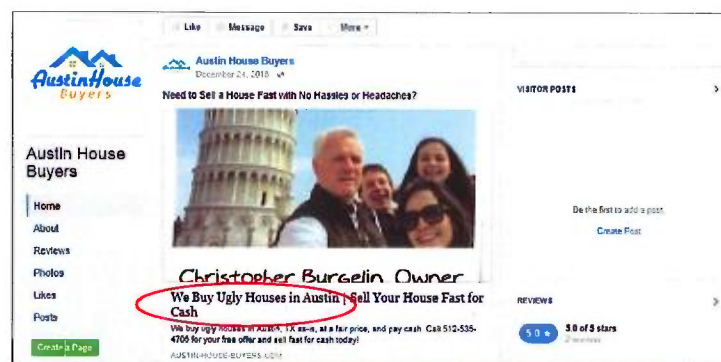 Like Message Save More
AustinHouse
Buyers
Austin House
Buyers
Home
About
Reviews
Photos
Likes
Posts
Create a Page
Austin House Buyers
December 24, 2016
Need to Sell a House Fast with No Hassles or Headaches?
Christopher Burgelin Owner
We Buy Ugly Houses in Austin | Sell Your House Fast for
Cash
We buy ugly houses in Austin, TX as-is, at a fair price, and pay cash. Call 512-535-
4706 for your free offer and sell fast for cash today!
AUSTIN-HOUSE-BUYERS.COM
VISITOR POSTS
Be the first to add a post.
Create Post
REVIEWS
5.0 ★ 5.0 of 5 stars